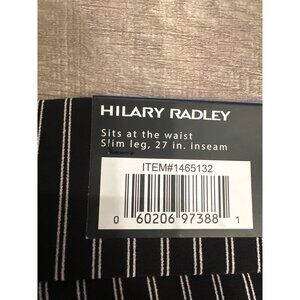 HILARY RADLEY
Sits at the waist
Slim leg, 27 in. inseam
ITEM#1465132
0 60206 97388 1